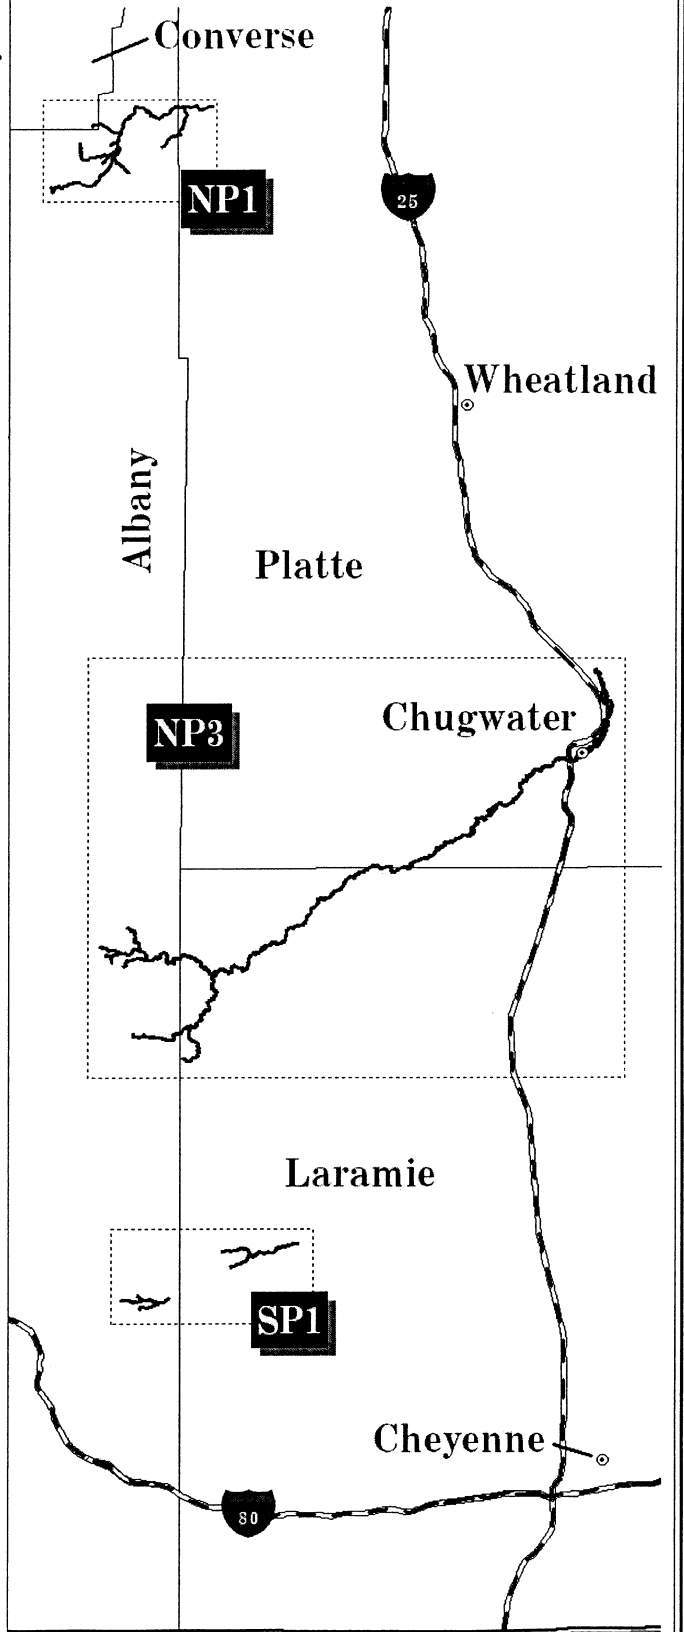 Converse
NP1
25
Wheatland
Albany
Platte
NP3
Chugwater
Laramie
SP1
Cheyenne
80